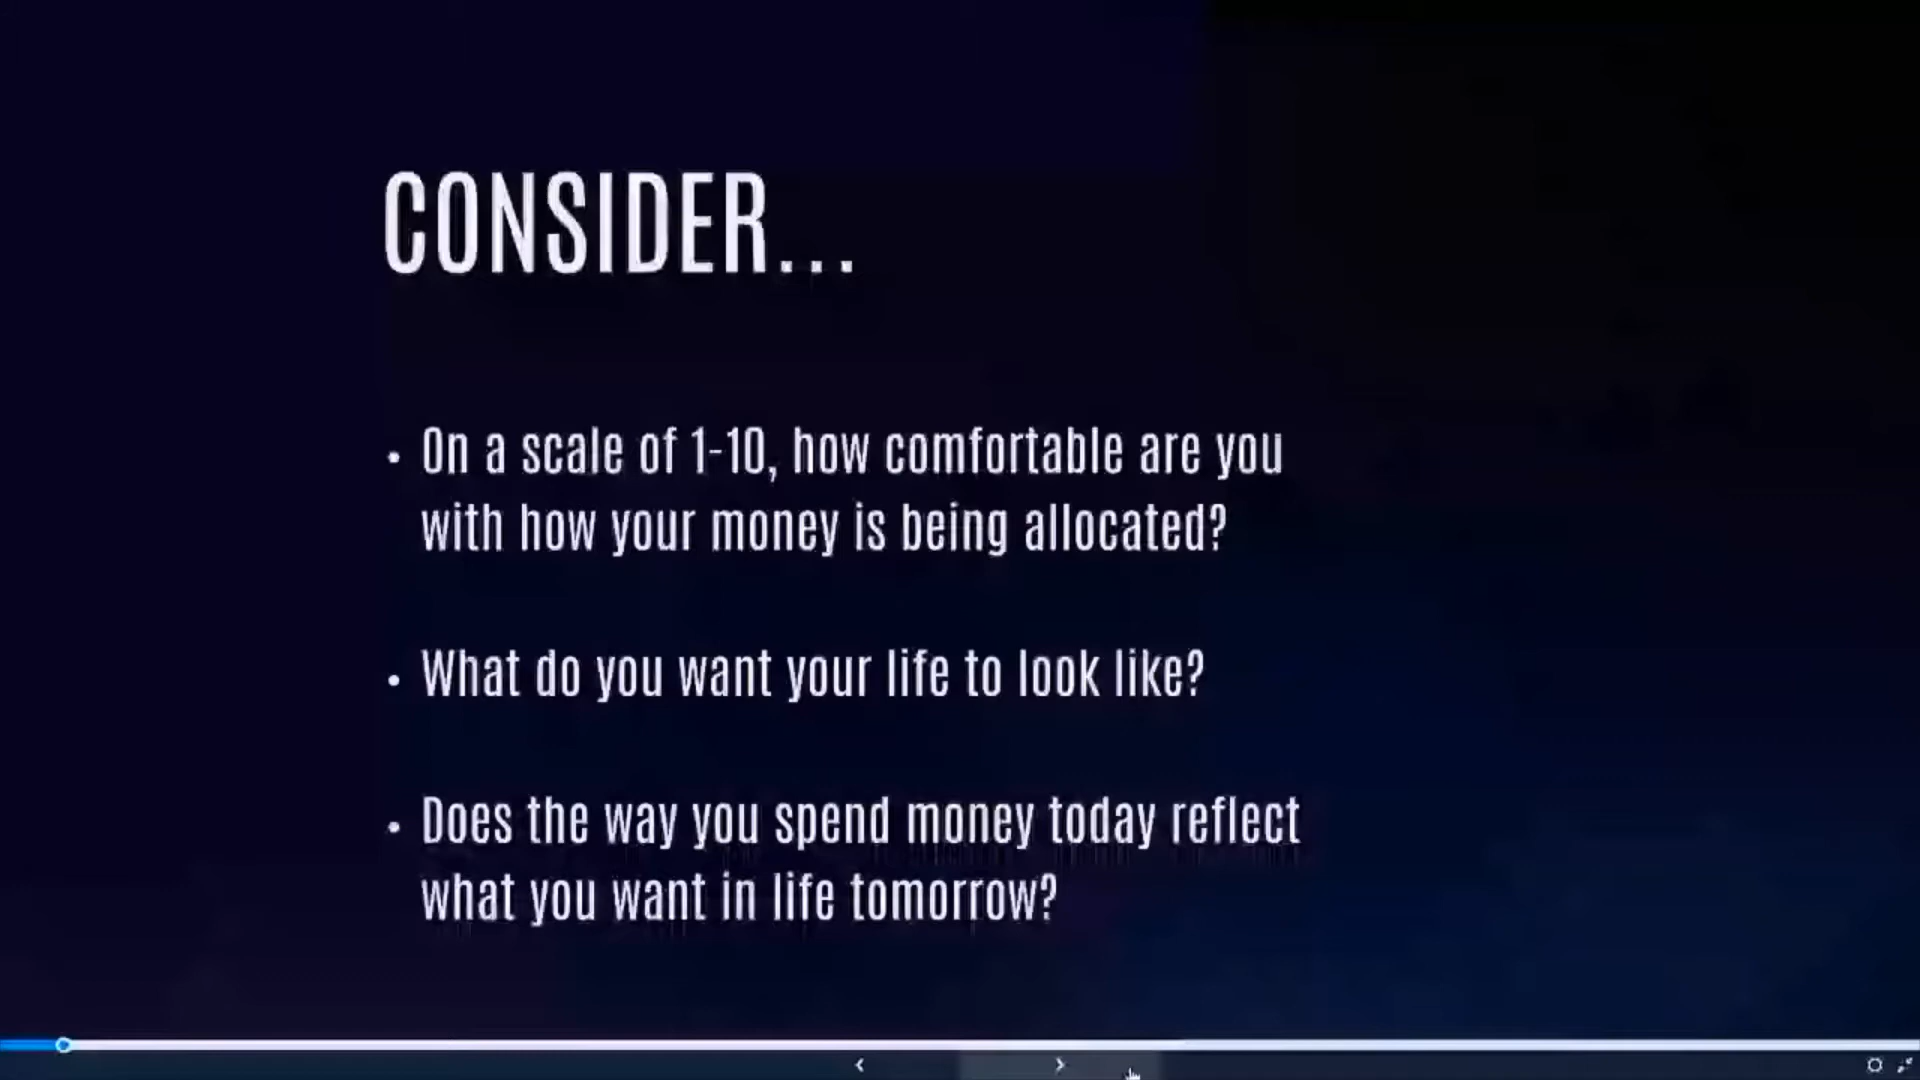 CONSIDER...
• On a scale of 1-10, how comfortable are you
with how your money is being allocated?
• What do you want your life to look like?
• Does the way you spend money today reflect
what you want in life tomorrow?